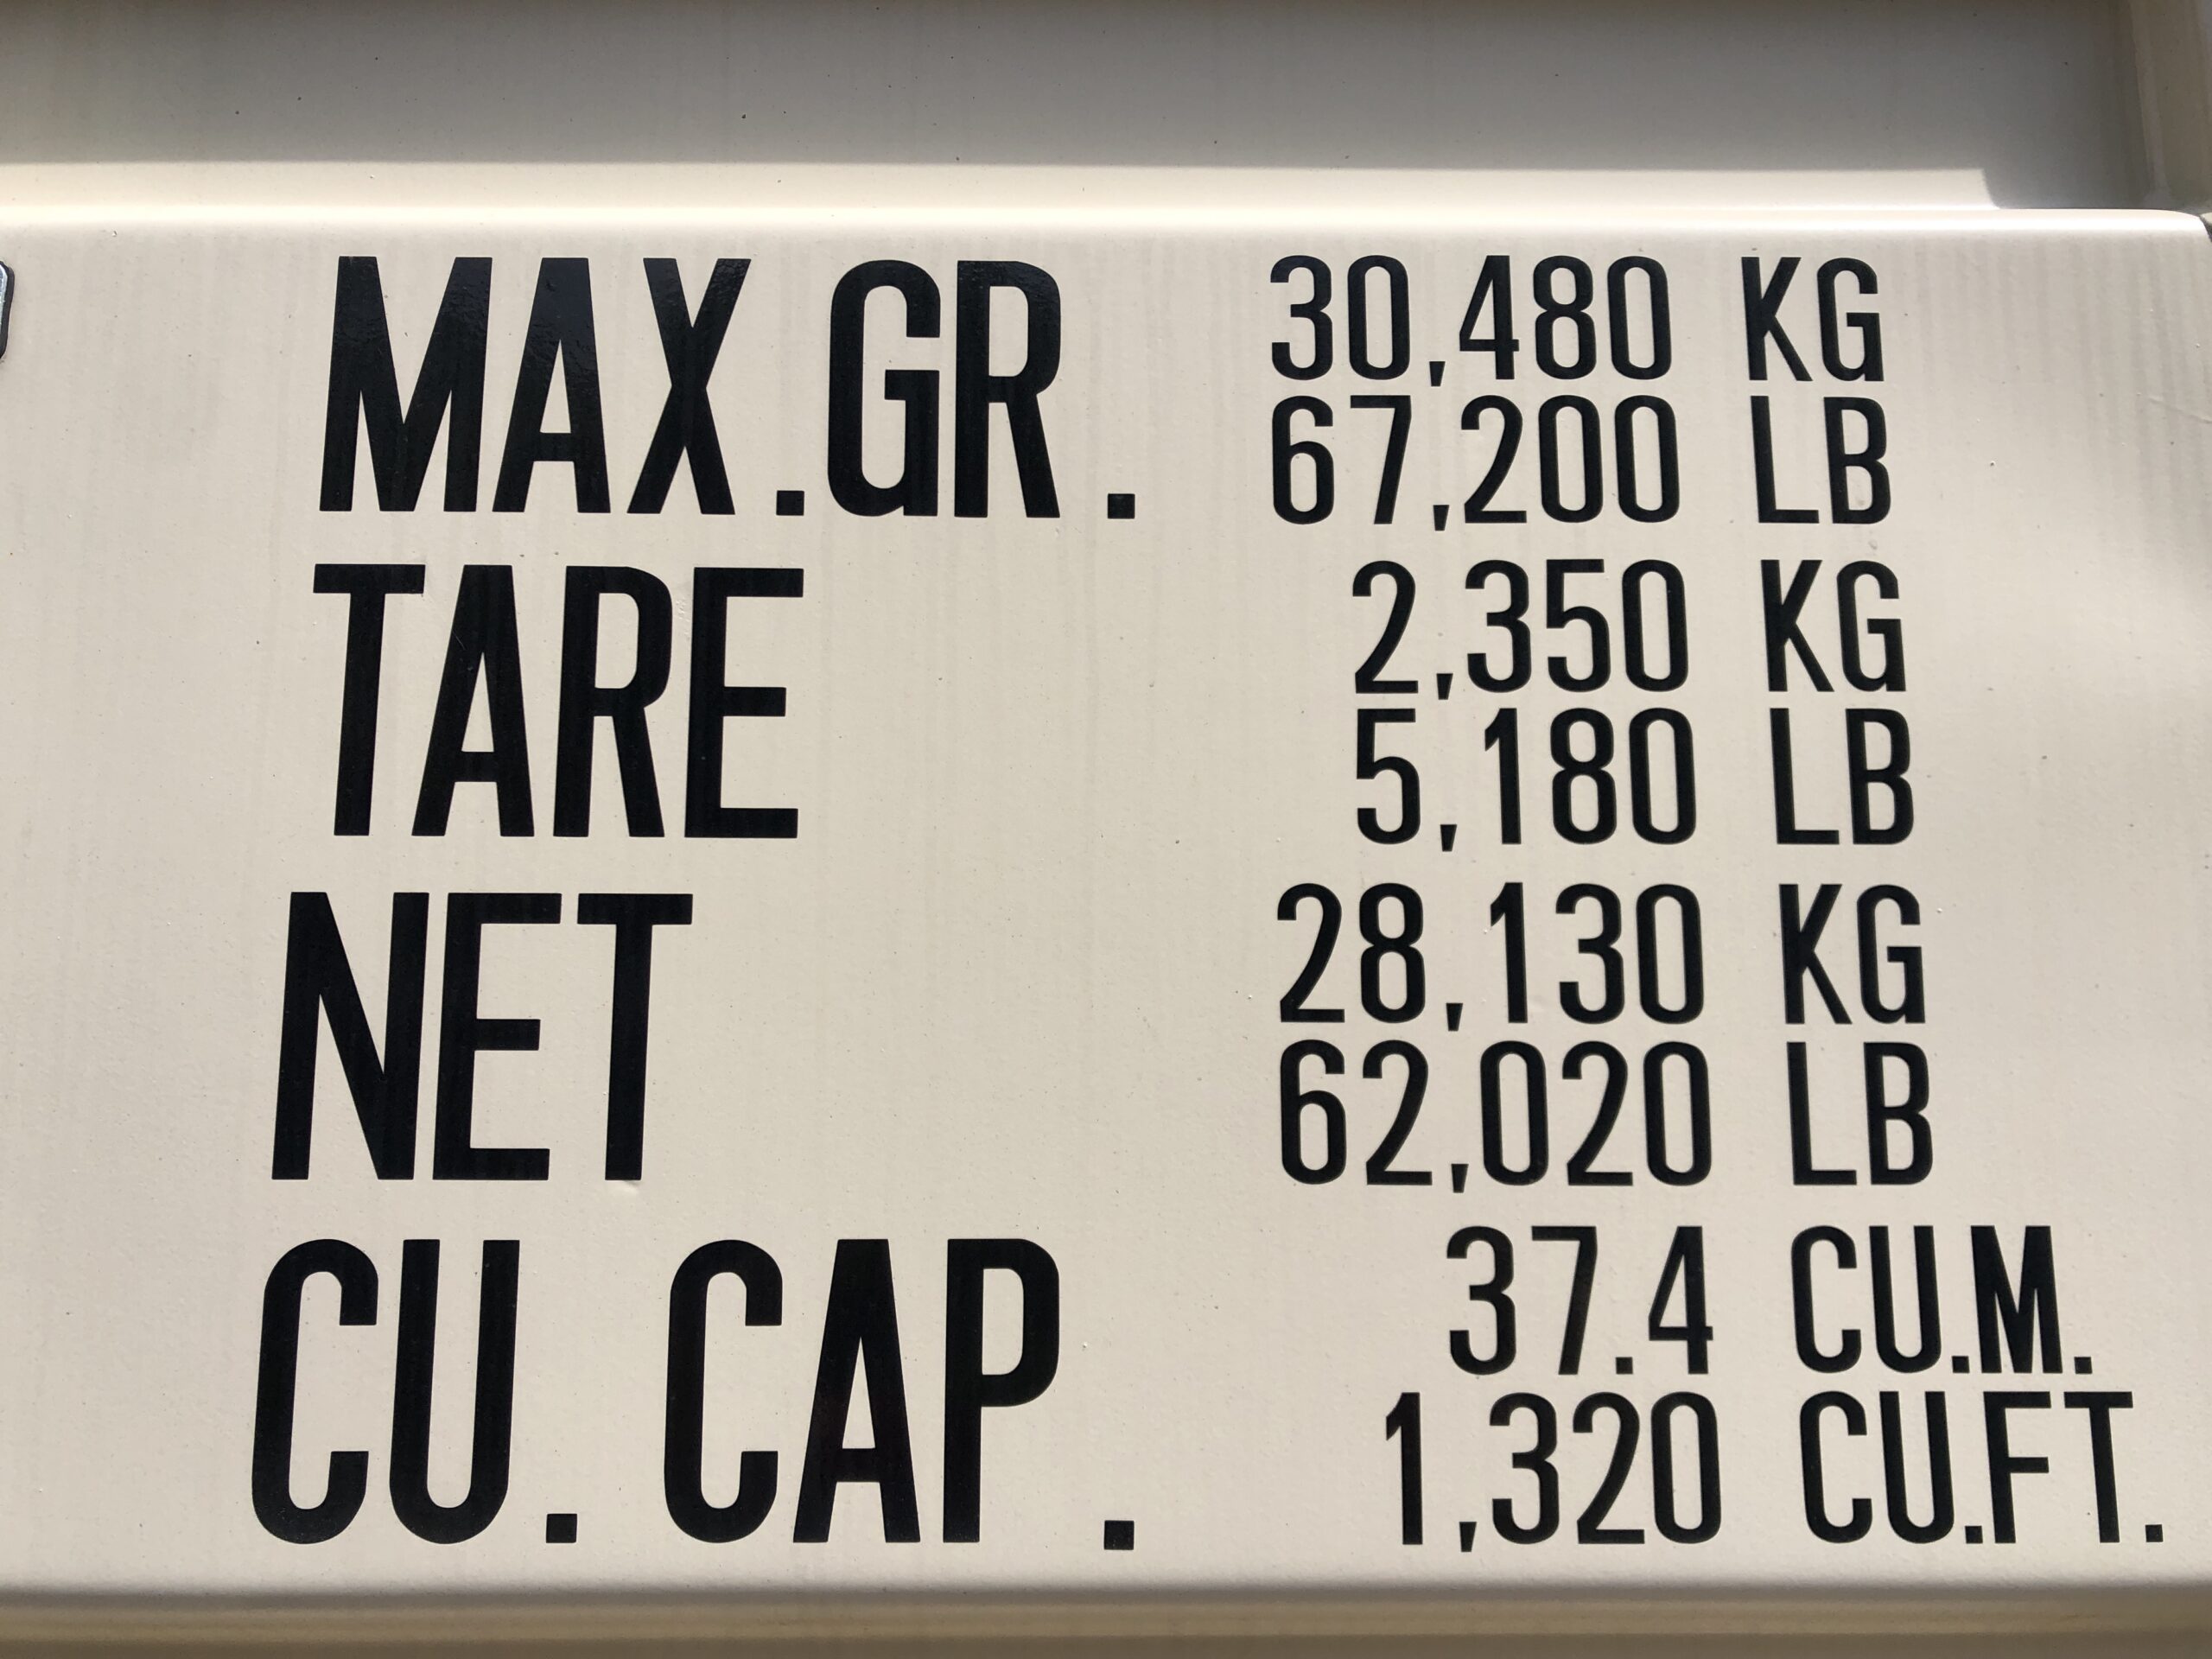 MAX.GR. 30,480 KG
67,200 LB
TARE 2,350 KG
5,180 LB
NET 28,130 KG
62,020 LB
CU. CAP. 37.4 CU.M.
1,320 CU.FT.